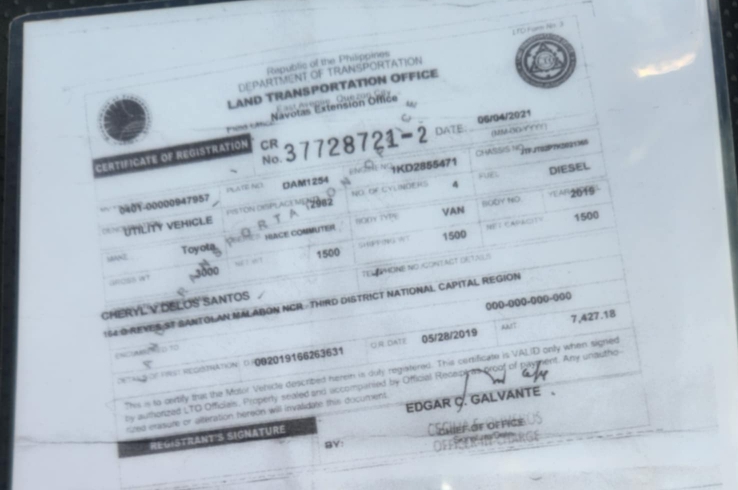 LTO Form No. 2
Republic of the Philippines
DEPARTMENT OF TRANSPORTATION
LAND TRANSPORTATION OFFICE
East Avenue, Quezon City
Navotas Extension Office
CERTIFICATE OF REGISTRATION
CR No. 37728721-2 DATE: 06/04/2021
(MM/DD/YYYY)
PLATE NO. ENGINE NO. CHASSIS NO.
0401-00000947957 DAM1254 1KD2855471
PISTON DISPLACEMENT 2982 NO. OF CYLINDERS 4 FUEL DIESEL
UTILITY VEHICLE
MAKE BODY TYPE BODY NO. YEAR
Toyota HIACE COMMUTER VAN 2019
GROSS WT. NET WT. SHIPPING WT. NET CAPACITY
3000 1500 1500 1500
TELEPHONE NO./CONTACT DETAILS
CHERYL V DELOS SANTOS
164 G REYES ST SANTOLAN MALABON NCR, THIRD DISTRICT NATIONAL CAPITAL REGION
000-000-000-000
ENCUMBERED TO
DETAILS OF FIRST REGISTRATION 002019166263631 O.R. DATE 05/28/2019 AMT. 7,427.18
This is to certify that the Motor Vehicle described herein is duly registered. This certificate is VALID only when signed
by authorized LTO Officials. Properly sealed and accompanied by Official Receipt as proof of payment. Any unautho-
rized erasure or alteration hereon will invalidate this document.
EDGAR C. GALVANTE
REGISTRANT'S SIGNATURE
BY:
CHIEF OF OFFICE
OFFICER-IN-CHARGE